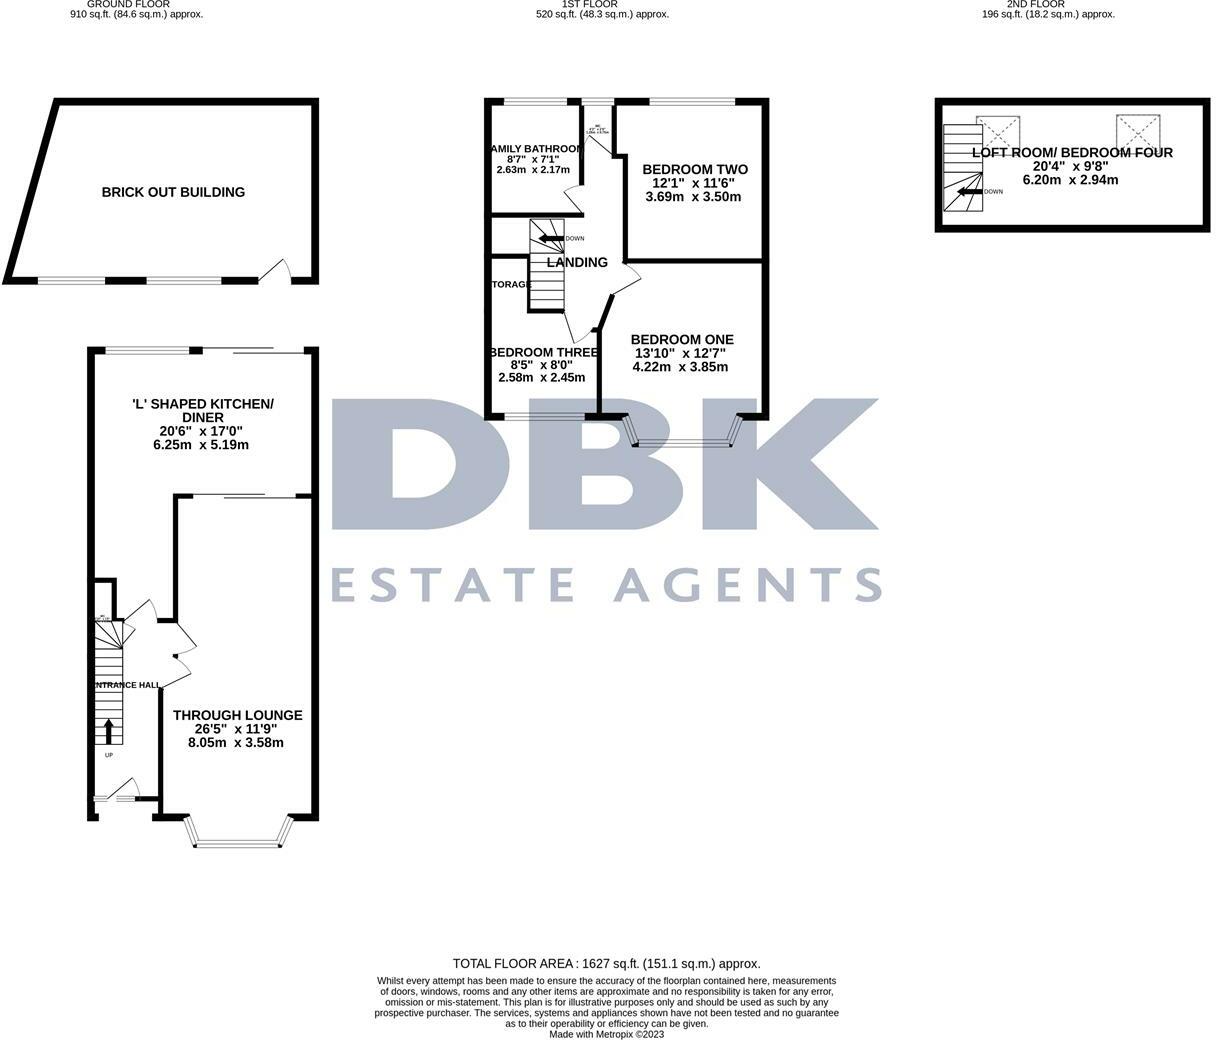 GROUND FLOOR
910 sq.ft. (84.6 sq.m.) approx.
1ST FLOOR
520 sq.ft. (48.3 sq.m.) approx.
2ND FLOOR
196 sq.ft. (18.2 sq.m.) approx.
BRICK OUT BUILDING
'L' SHAPED KITCHEN/
DINER
20'6" x 17'0"
6.25m x 5.19m
WC
ENTRANCE HALL
UP
THROUGH LOUNGE
26'5" x 11'9"
8.05m x 3.58m
AMILY BATHROOM
8'7" x 7'1"
2.63m x 2.17m
WC
BEDROOM TWO
12'1" x 11'6"
3.69m x 3.50m
DOWN
LANDING
TORAGE
BEDROOM THREE
8'5" x 8'0"
2.58m x 2.45m
BEDROOM ONE
13'10" x 12'7"
4.22m x 3.85m
LOFT ROOM/ BEDROOM FOUR
20'4" x 9'8"
6.20m x 2.94m
DOWN
DBK
ESTATE AGENTS
TOTAL FLOOR AREA : 1627 sq.ft. (151.1 sq.m.) approx.
Whilst every attempt has been made to ensure the accuracy of the floorplan contained here, measurements
of doors, windows, rooms and any other items are approximate and no responsibility is taken for any error,
omission or mis-statement. This plan is for illustrative purposes only and should be used as such by any
prospective purchaser. The services, systems and appliances shown have not been tested and no guarantee
as to their operability or efficiency can be given.
Made with Metropix ©2023